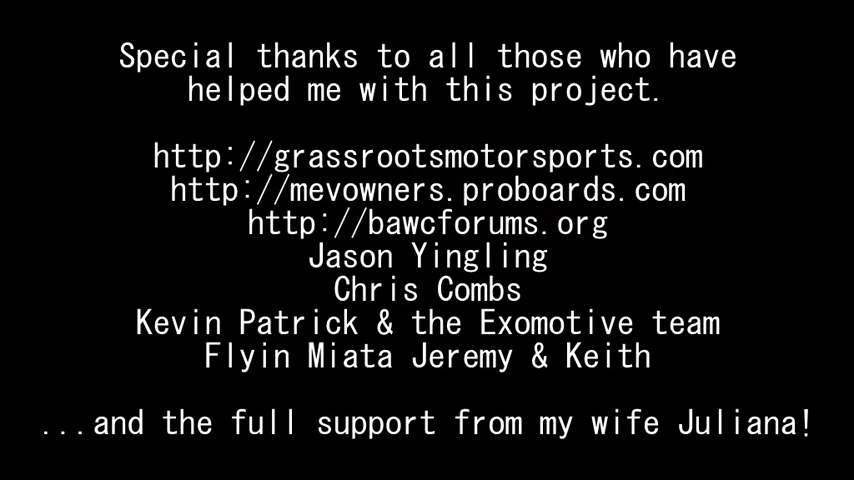 Special thanks to all those who have
helped me with this project.
http://grassrootsmotorsports.com
http://mevowners.proboards.com
http://bawcforums.org
Jason Yingling
Chris Combs
Kevin Patrick & the Exomotive team
Flyin Miata Jeremy & Keith
...and the full support from my wife Juliana!